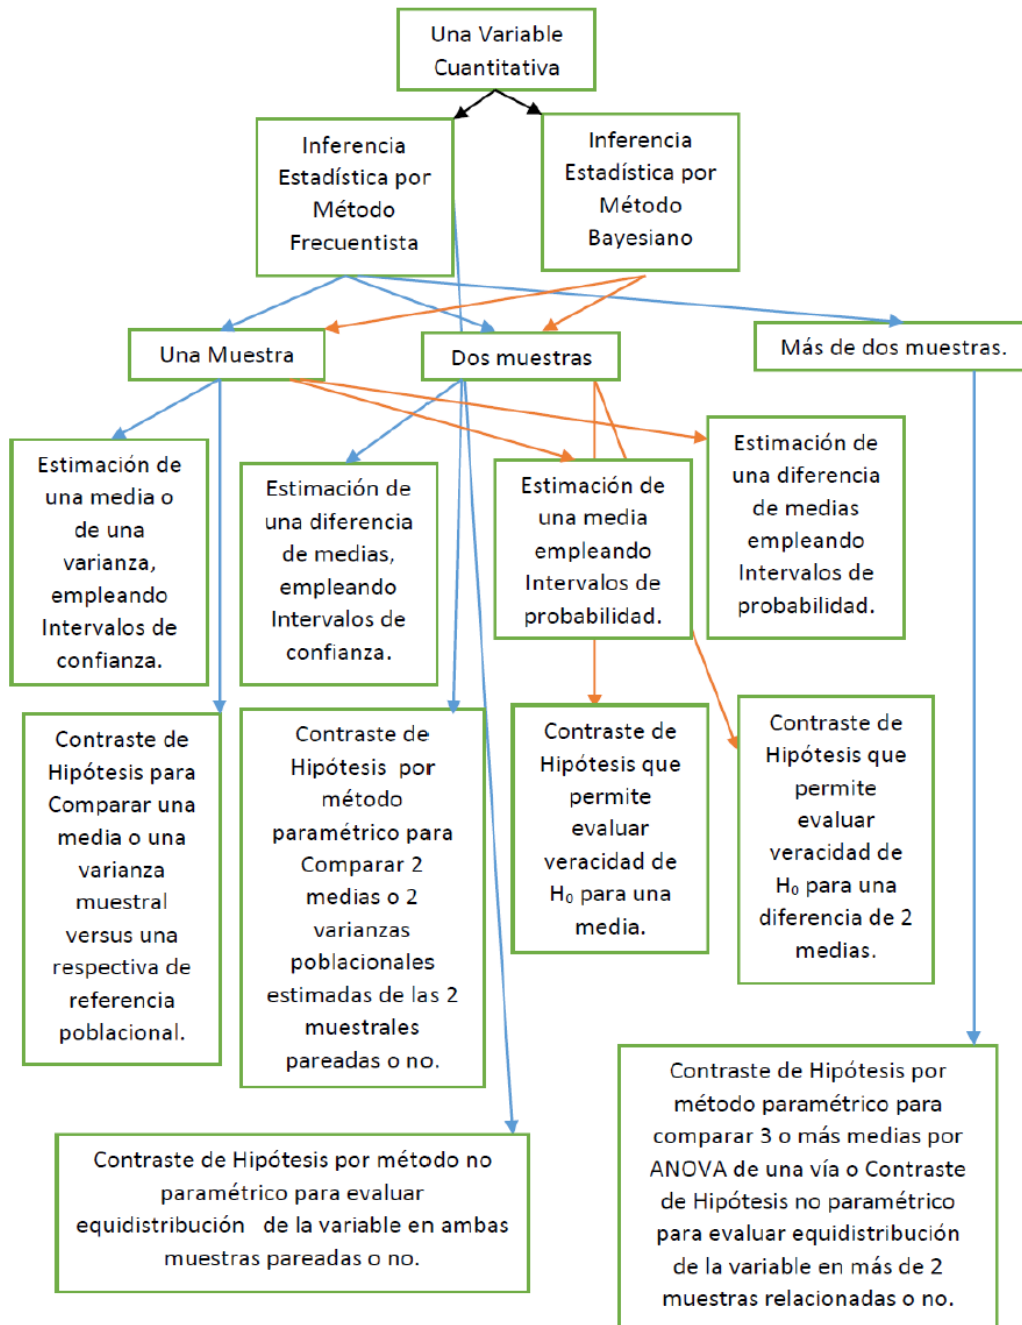 Una Variable
Cuantitativa
Inferencia
Estadística por
Método
Frecuentista
Inferencia
Estadística por
Método
Bayesiano
Una Muestra
Dos muestras
Más de dos muestras.
Estimación de
una media o
de una
varianza,
empleando
Intervalos de
confianza.
Estimación de
una diferencia
de medias,
empleando
Intervalos de
confianza.
Estimación de
una media
empleando
Intervalos de
probabilidad.
Estimación de
una diferencia
de medias
empleando
Intervalos de
probabilidad.
Contraste de
Hipótesis para
Comparar una
media o una
varianza
muestral
versus una
respectiva de
referencia
poblacional.
Contraste de
Hipótesis por
método
paramétrico para
Comparar 2
medias o 2
varianzas
poblacionales
estimadas de las 2
muestrales
pareadas o no.
Contraste de
Hipótesis que
permite
evaluar
veracidad de
H₀ para una
media.
Contraste de
Hipótesis que
permite
evaluar
veracidad de
H₀ para una
diferencia de 2
medias.
Contraste de Hipótesis por método no
paramétrico para evaluar
equidistribución de la variable en ambas
muestras pareadas o no.
Contraste de Hipótesis por
método paramétrico para
comparar 3 o más medias por
ANOVA de una vía o Contraste
de Hipótesis no paramétrico
para evaluar equidistribución
de la variable en más de 2
muestras relacionadas o no.